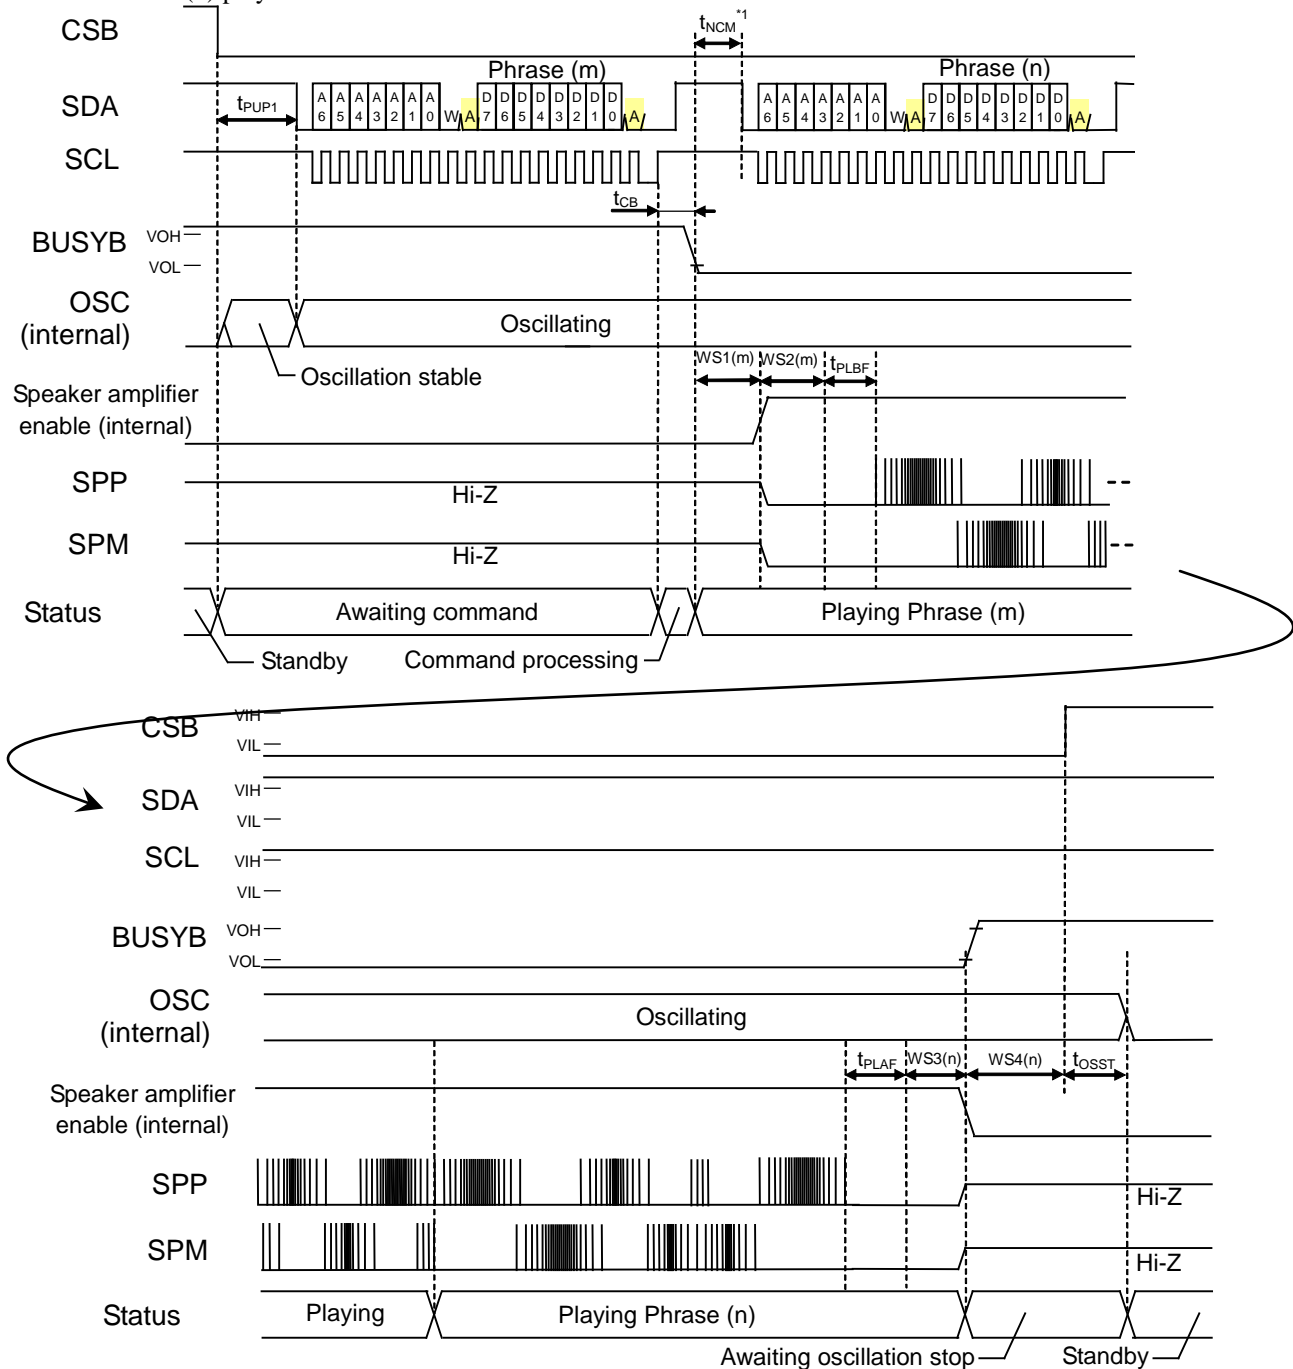 CSB
tNCM*1
Phrase (m)
Phrase (n)
SDA
tPUP1
A6 A5 A4 A3 A2 A1 A0 W A D7 D6 D5 D4 D3 D2 D1 D0 A
A6 A5 A4 A3 A2 A1 A0 W A D7 D6 D5 D4 D3 D2 D1 D0 A
SCL
tCB
BUSYB
VOH
VOL
OSC
(internal)
Oscillating
Oscillation stable
WS1(m)
WS2(m)
tPLBF
Speaker amplifier
enable (internal)
SPP
Hi-Z
SPM
Hi-Z
Status
Awaiting command
Playing Phrase (m)
Standby
Command processing
CSB
VIH
VIL
SDA
VIH
VIL
SCL
VIH
VIL
BUSYB
VOH
VOL
OSC
(internal)
Oscillating
tPLAF
WS3(n)
WS4(n)
tOSST
Speaker amplifier
enable (internal)
SPP
Hi-Z
SPM
Hi-Z
Status
Playing
Playing Phrase (n)
Awaiting oscillation stop
Standby